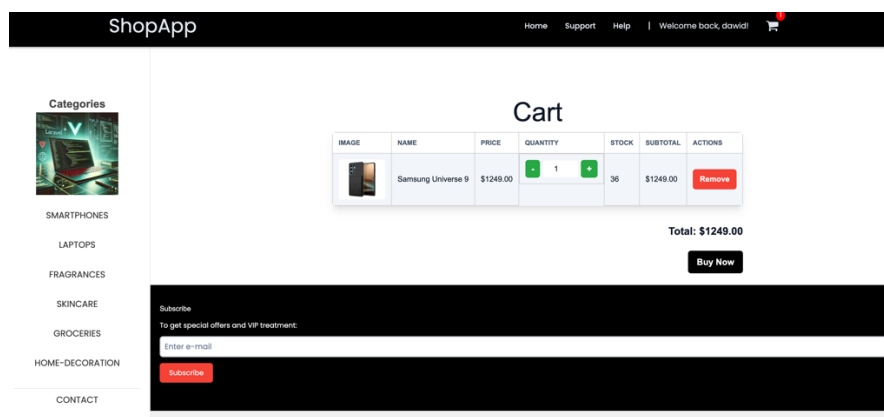 ShopApp
Home Support Help | Welcome back, dawid!
1
Categories
Laravel
SMARTPHONES
LAPTOPS
FRAGRANCES
SKINCARE
GROCERIES
HOME-DECORATION
CONTACT
Cart
IMAGE NAME PRICE QUANTITY STOCK SUBTOTAL ACTIONS
Samsung Universe 9 $1249.00 - 1 + 36 $1249.00 Remove
Total: $1249.00
Buy Now
Subscribe
To get special offers and VIP treatment:
Enter e-mail
Subscribe